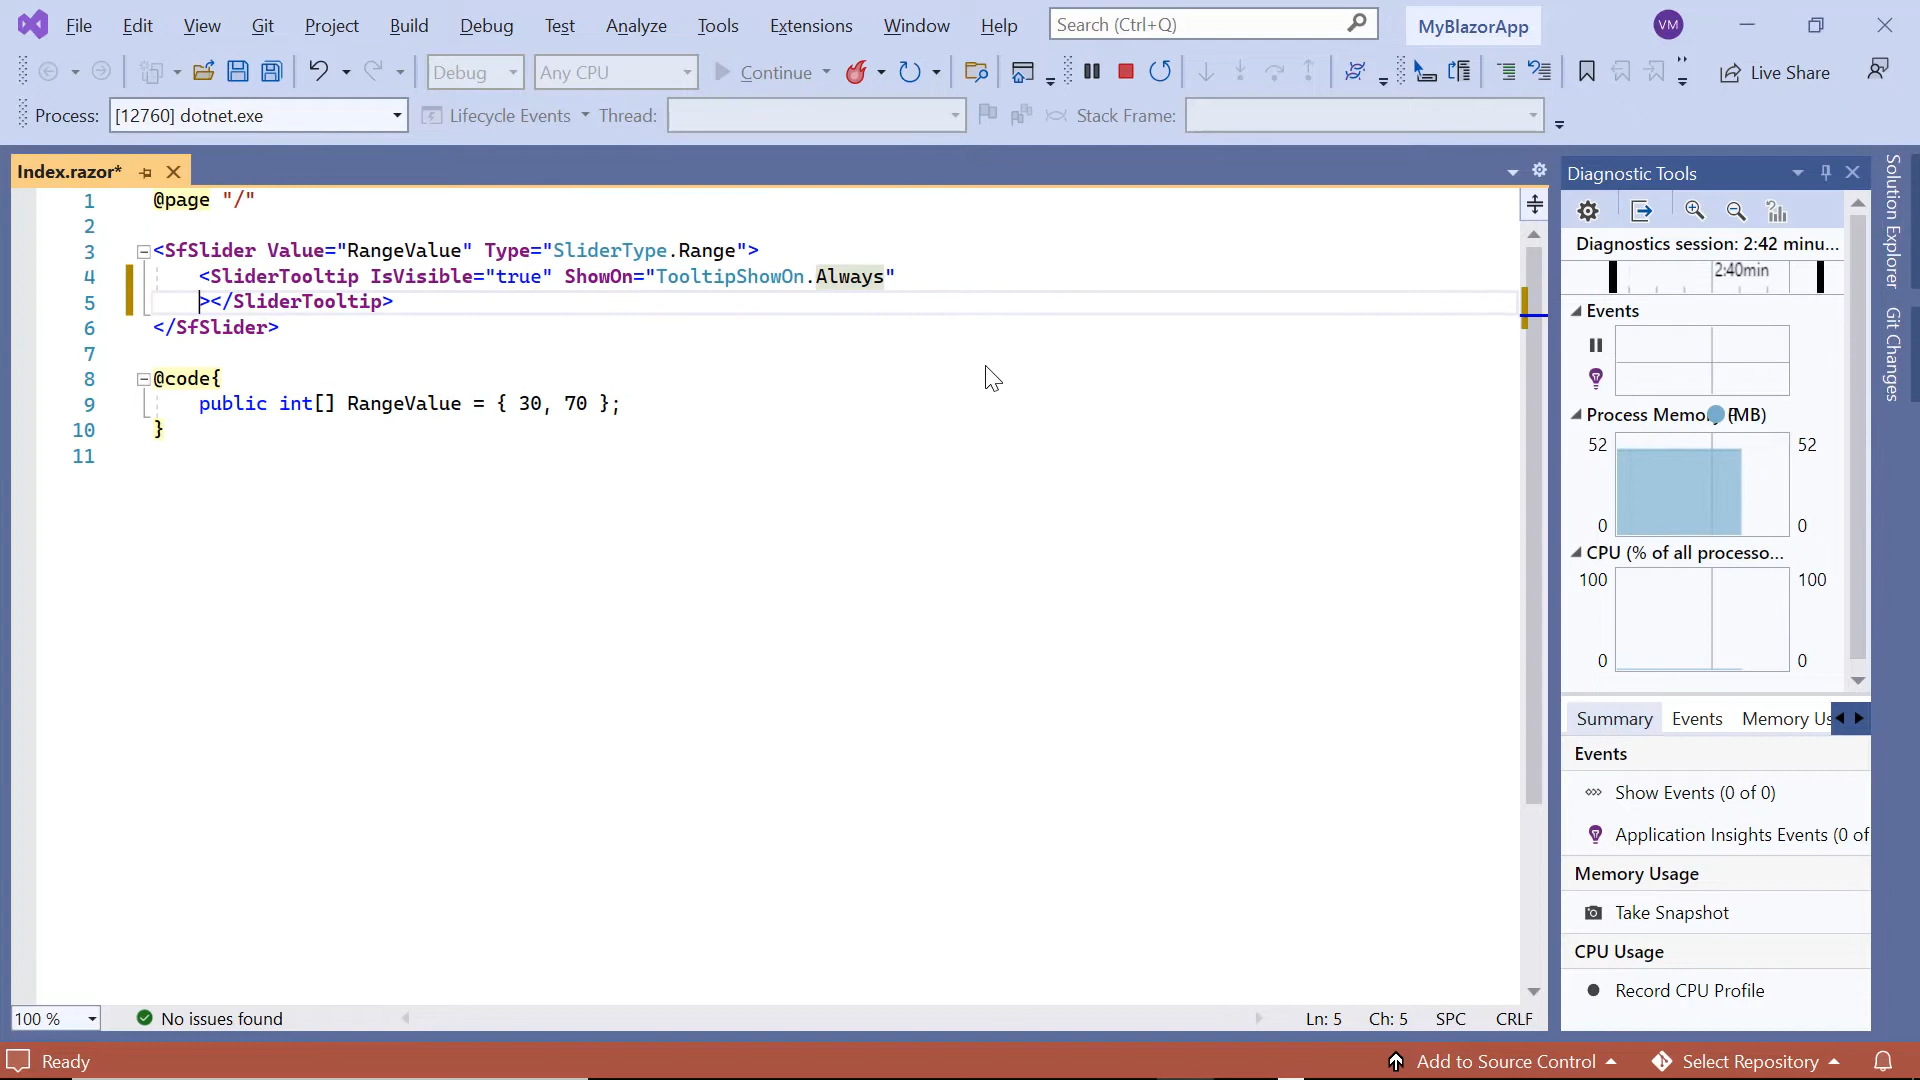 File Edit View Git Project Build Debug Test Analyze Tools Extensions Window Help Search (Ctrl+Q) MyBlazorApp VM
Debug Any CPU Continue Live Share
Process: [12760] dotnet.exe Lifecycle Events Thread: Stack Frame:
Index.razor*
1 @page "/"
2
3 <SfSlider Value="RangeValue" Type="SliderType.Range">
4 <SliderTooltip IsVisible="true" ShowOn="TooltipShowOn.Always"
5 ></SliderTooltip>
6 </SfSlider>
7
8 @code{
9 public int[] RangeValue = { 30, 70 };
10 }
11
100 % No issues found Ln: 5 Ch: 5 SPC CRLF
Diagnostic Tools
Diagnostics session: 2:42 minu...
2:40min
Events
Process Memory (MB)
52 52
0 0
CPU (% of all processo...
100 100
0 0
Summary Events Memory Us
Events
Show Events (0 of 0)
Application Insights Events (0 of
Memory Usage
Take Snapshot
CPU Usage
Record CPU Profile
Solution Explorer
Git Changes
Ready Add to Source Control Select Repository